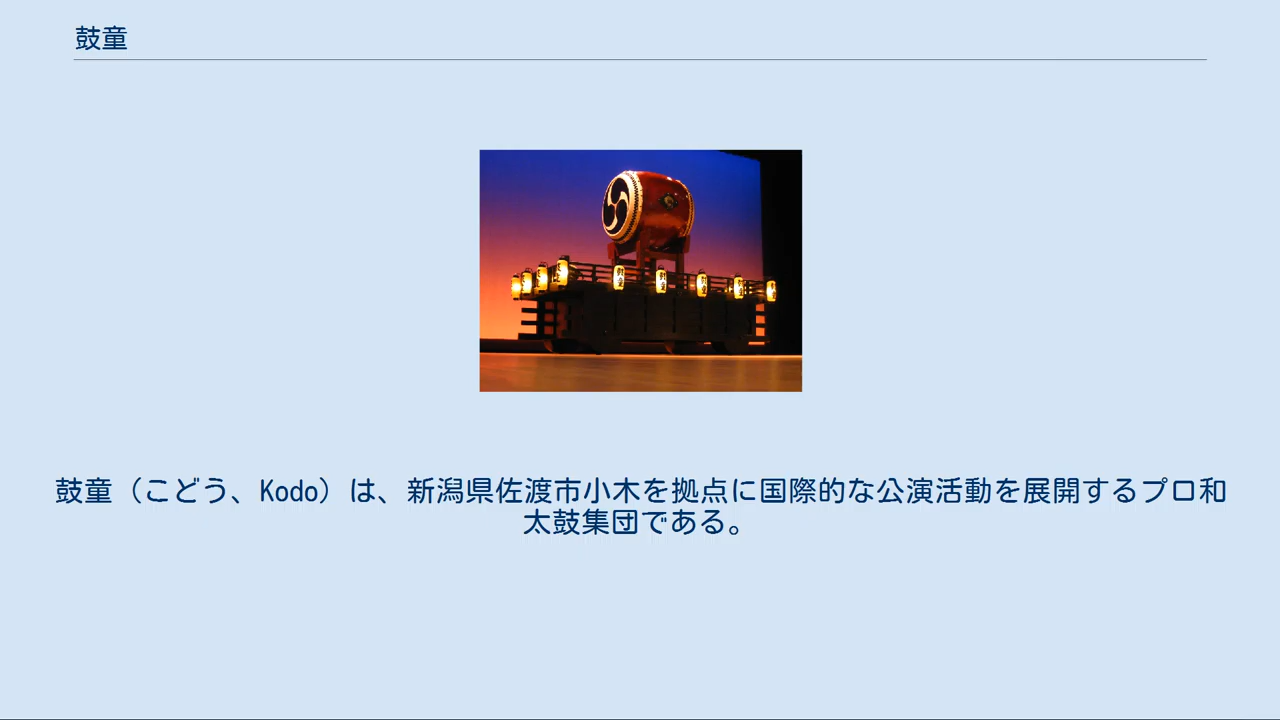 鼓童
鼓童（こどう、Kodo）は、新潟県佐渡市小木を拠点に国際的な公演活動を展開するプロ和
太鼓集団である。